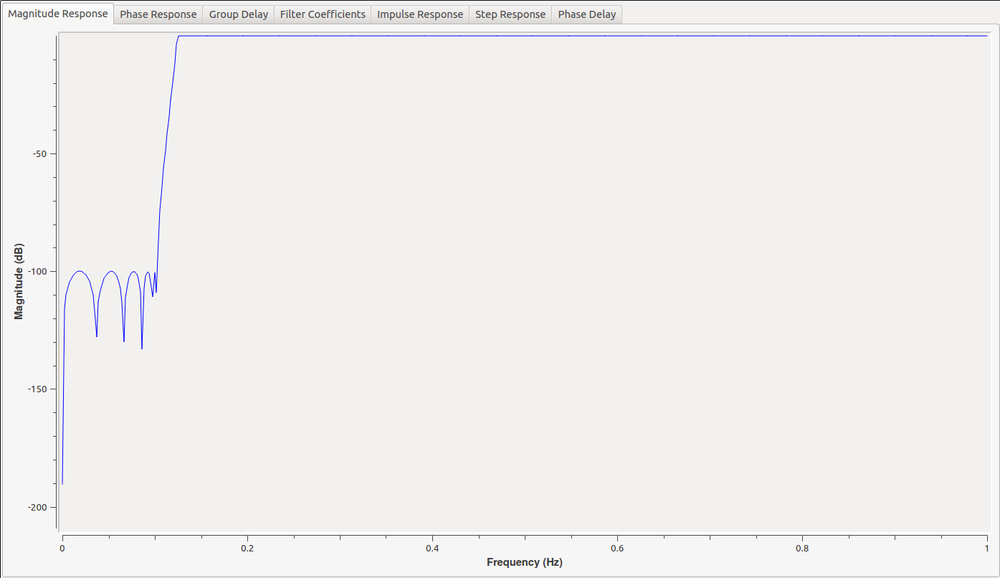 Magnitude Response Phase Response Group Delay Filter Coefficients Impulse Response Step Response Phase Delay
-50
-100
-150
-200
Magnitude (dB)
0 0.2 0.4 0.6 0.8 1
Frequency (Hz)